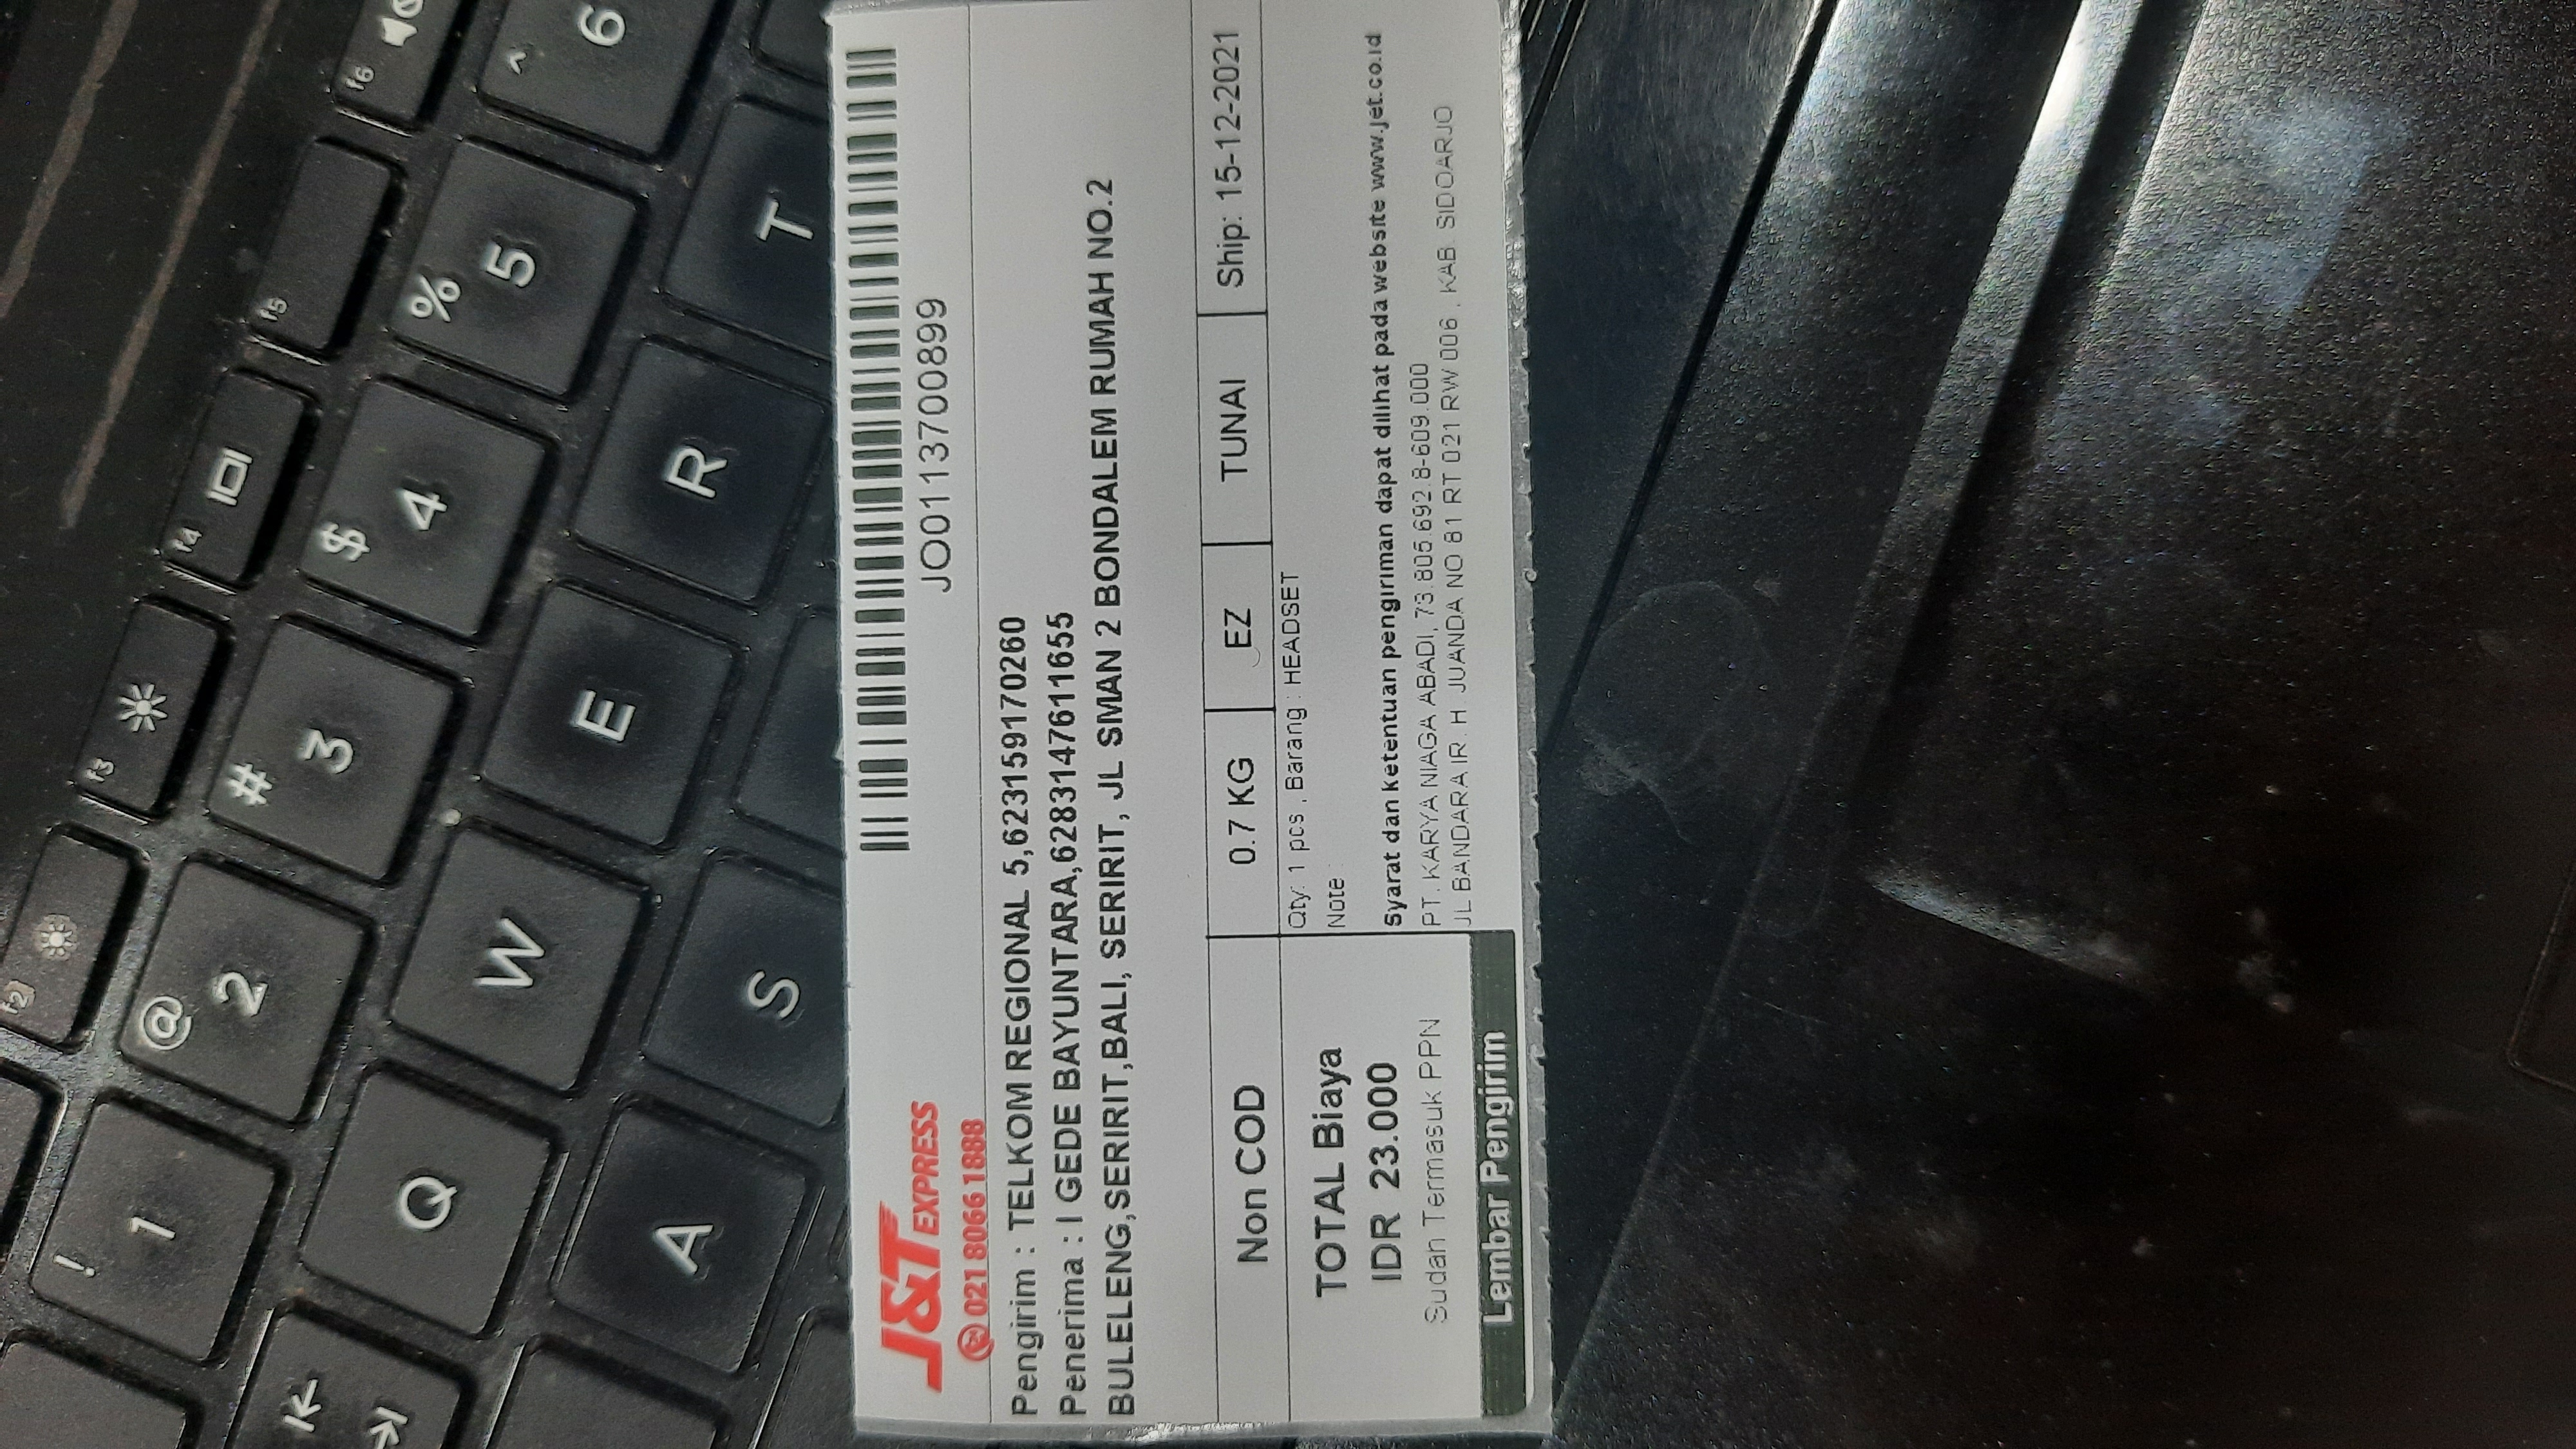 f2
! 1
f3
@ 2
f4
# 3
f5
$ 4
f6
% 5
^ 6
Q
W
E
R
T
A
S
J&T EXPRESS
021 8066 1888
JO0113700899
Pengirim : TELKOM REGIONAL 5,623159170260
Penerima : I GEDE BAYUNTARA,6283147611655
BULELENG,SERIRIT,BALI, SERIRIT, JL SMAN 2 BONDALEM RUMAH NO.2
Non COD
0.7 KG
EZ
TUNAI
Ship: 15-12-2021
TOTAL Biaya
IDR 23.000
Sudah Termasuk PPN
Lembar Pengirim
Qty: 1 pcs , Barang : HEADSET
Note :
Syarat dan ketentuan pengiriman dapat dilihat pada website www.jet.co.id
PT. KARYA NIAGA ABADI, 73.805.692.8-609.000
JL BANDARA IR. H. JUANDA NO 81 RT 021 RW 006 , KAB. SIDOARJO